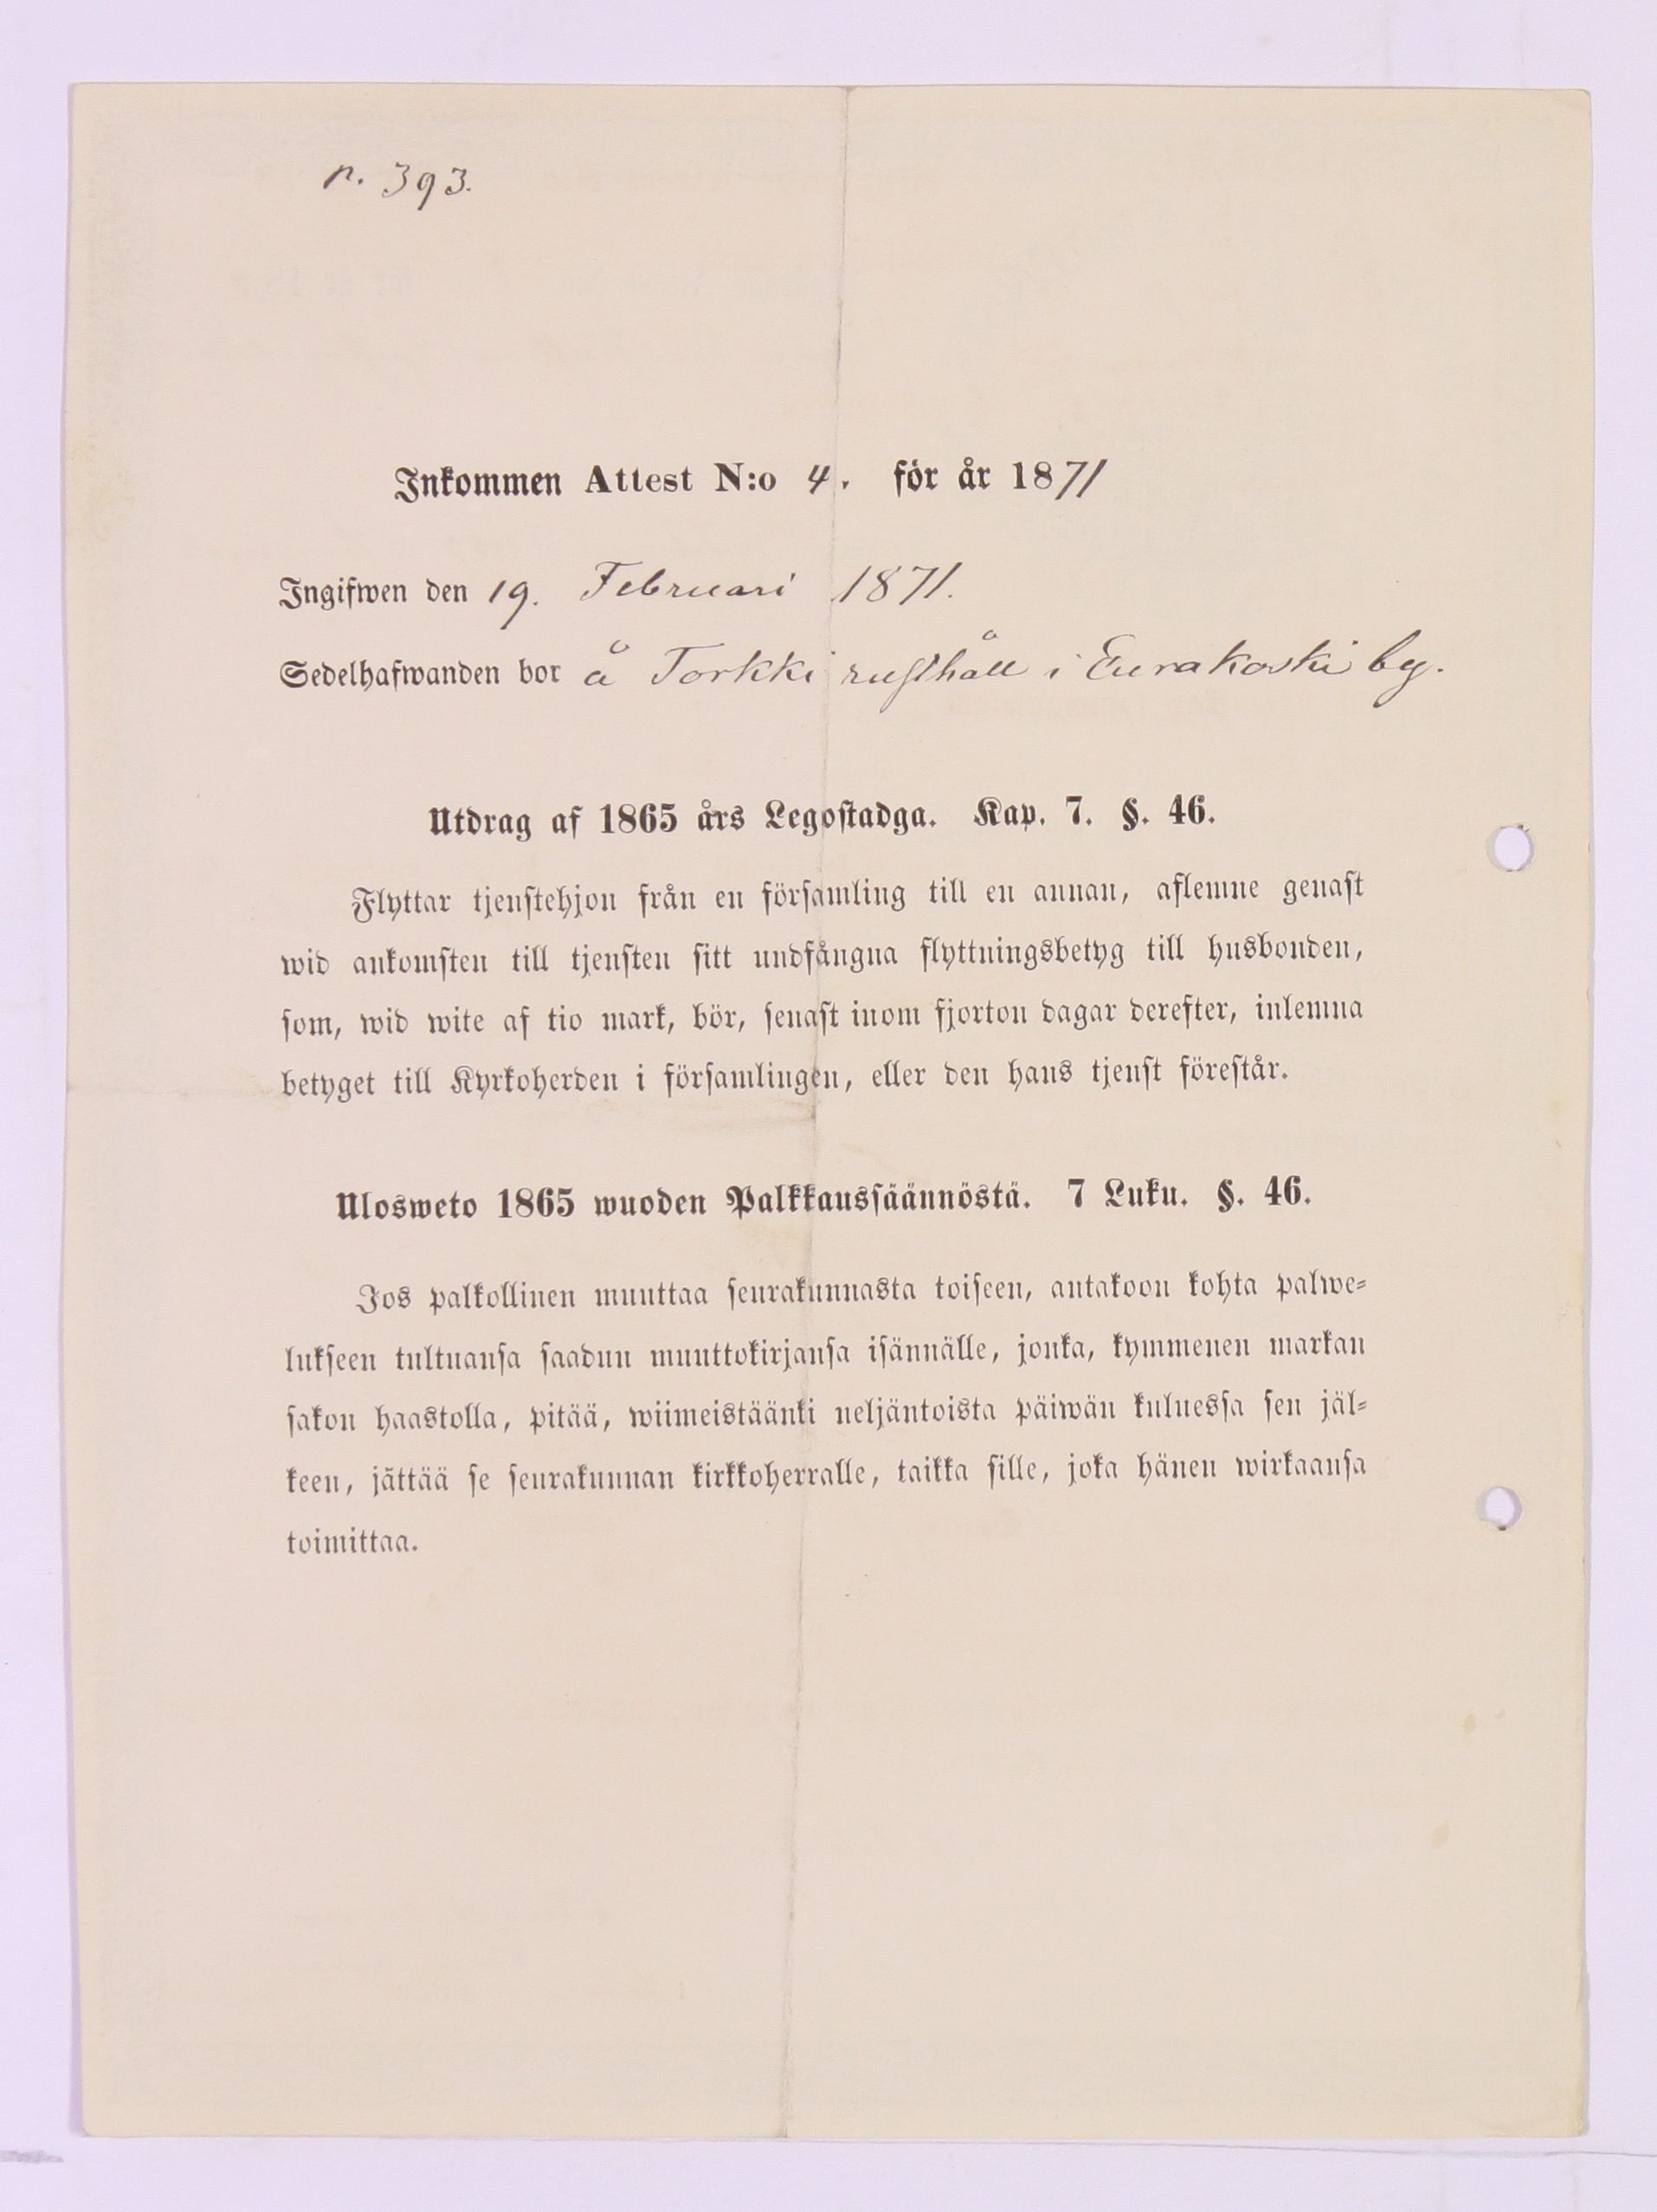 p. 393.
Inkommen Attest N:o 4. för år 1871
Ingifwen den 19. Februari 1871.
Sedelhafwanden bor å Torkki rusthåll i Eurakoski by.
Utdrag af 1865 års Legostadga. Kap. 7. §. 46.
Flyttar tjenstehjon från en församling till en annan, aflemne genast
wid ankomsten till tjensten sitt undfångna flyttningsbetyg till husbonden,
som, wid wite af tio mark, bör, senast inom fjorton dagar derefter, inlemna
betyget till Kyrkoherden i församlingen, eller den hans tjenst förestår.
Ulosweto 1865 wuoden Palkkaussäännöstä. 7 Luku. §. 46.
Jos palkollinen muuttaa seurakunnasta toiseen, antakoon kohta palwe-
lukseen tultuansa saadun muuttokirjansa isännälle, jonka, kymmenen markan
sakon haastolla, pitää, wiimeistäänki neljäntoista päiwän kuluessa sen jäl-
keen, jättää se seurakunnan kirkkoherralle, taikka sille, joka hänen wirkaansa
toimittaa.